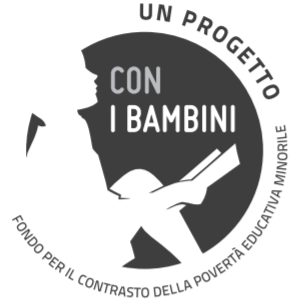 UN PROGETTO
CON
I BAMBINI
FONDO PER IL CONTRASTO DELLA POVERTÀ EDUCATIVA MINORILE